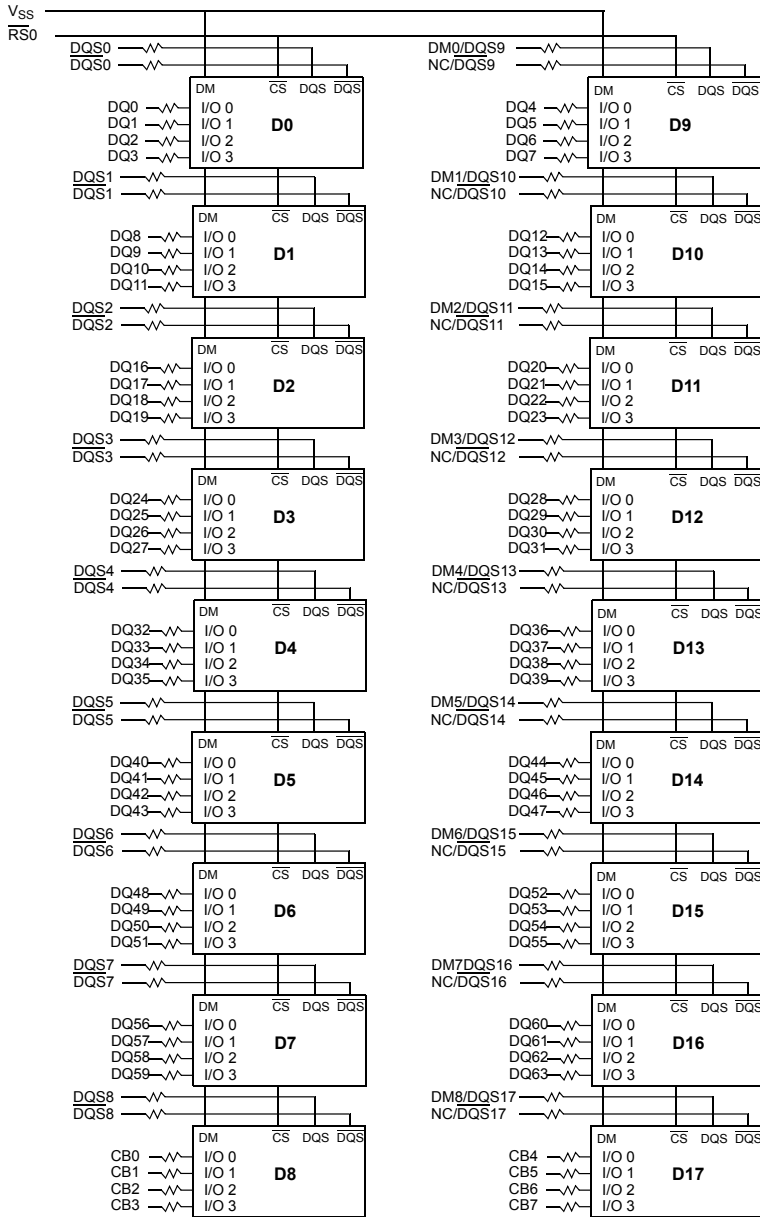 VSS
RS0
DQS0
DQS0
DM CS DQS DQS
DQ0 I/O 0
DQ1 I/O 1 D0
DQ2 I/O 2
DQ3 I/O 3
DQS1
DQS1
DM CS DQS DQS
DQ8 I/O 0
DQ9 I/O 1 D1
DQ10 I/O 2
DQ11 I/O 3
DQS2
DQS2
DM CS DQS DQS
DQ16 I/O 0
DQ17 I/O 1 D2
DQ18 I/O 2
DQ19 I/O 3
DQS3
DQS3
DM CS DQS DQS
DQ24 I/O 0
DQ25 I/O 1 D3
DQ26 I/O 2
DQ27 I/O 3
DQS4
DQS4
DM CS DQS DQS
DQ32 I/O 0
DQ33 I/O 1 D4
DQ34 I/O 2
DQ35 I/O 3
DQS5
DQS5
DM CS DQS DQS
DQ40 I/O 0
DQ41 I/O 1 D5
DQ42 I/O 2
DQ43 I/O 3
DQS6
DQS6
DM CS DQS DQS
DQ48 I/O 0
DQ49 I/O 1 D6
DQ50 I/O 2
DQ51 I/O 3
DQS7
DQS7
DM CS DQS DQS
DQ56 I/O 0
DQ57 I/O 1 D7
DQ58 I/O 2
DQ59 I/O 3
DQS8
DQS8
DM CS DQS DQS
CB0 I/O 0
CB1 I/O 1 D8
CB2 I/O 2
CB3 I/O 3
DM0/DQS9
NC/DQS9
DM CS DQS DQS
DQ4 I/O 0
DQ5 I/O 1 D9
DQ6 I/O 2
DQ7 I/O 3
DM1/DQS10
NC/DQS10
DM CS DQS DQS
DQ12 I/O 0
DQ13 I/O 1 D10
DQ14 I/O 2
DQ15 I/O 3
DM2/DQS11
NC/DQS11
DM CS DQS DQS
DQ20 I/O 0
DQ21 I/O 1 D11
DQ22 I/O 2
DQ23 I/O 3
DM3/DQS12
NC/DQS12
DM CS DQS DQS
DQ28 I/O 0
DQ29 I/O 1 D12
DQ30 I/O 2
DQ31 I/O 3
DM4/DQS13
NC/DQS13
DM CS DQS DQS
DQ36 I/O 0
DQ37 I/O 1 D13
DQ38 I/O 2
DQ39 I/O 3
DM5/DQS14
NC/DQS14
DM CS DQS DQS
DQ44 I/O 0
DQ45 I/O 1 D14
DQ46 I/O 2
DQ47 I/O 3
DM6/DQS15
NC/DQS15
DM CS DQS DQS
DQ52 I/O 0
DQ53 I/O 1 D15
DQ54 I/O 2
DQ55 I/O 3
DM7DQS16
NC/DQS16
DM CS DQS DQS
DQ60 I/O 0
DQ61 I/O 1 D16
DQ62 I/O 2
DQ63 I/O 3
DM8/DQS17
NC/DQS17
DM CS DQS DQS
CB4 I/O 0
CB5 I/O 1 D17
CB6 I/O 2
CB7 I/O 3